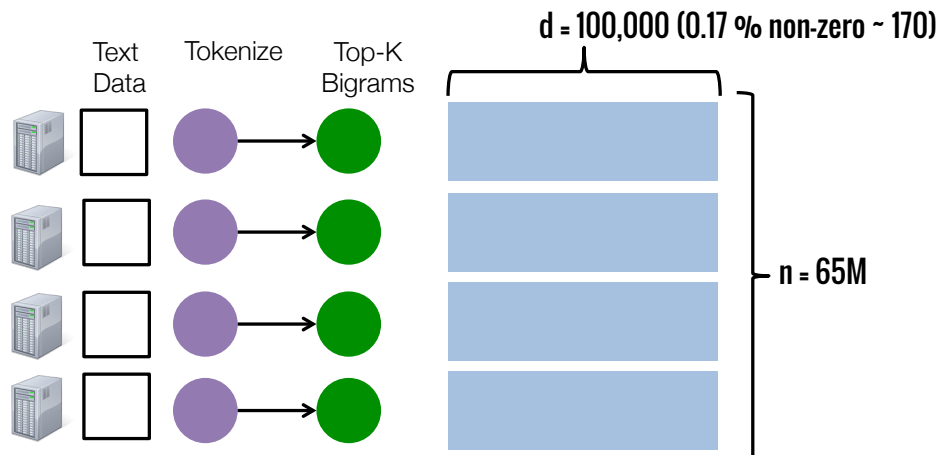 d = 100,000 (0.17 % non-zero ~ 170)
Text
Data
Tokenize
Top-K
Bigrams
n = 65M